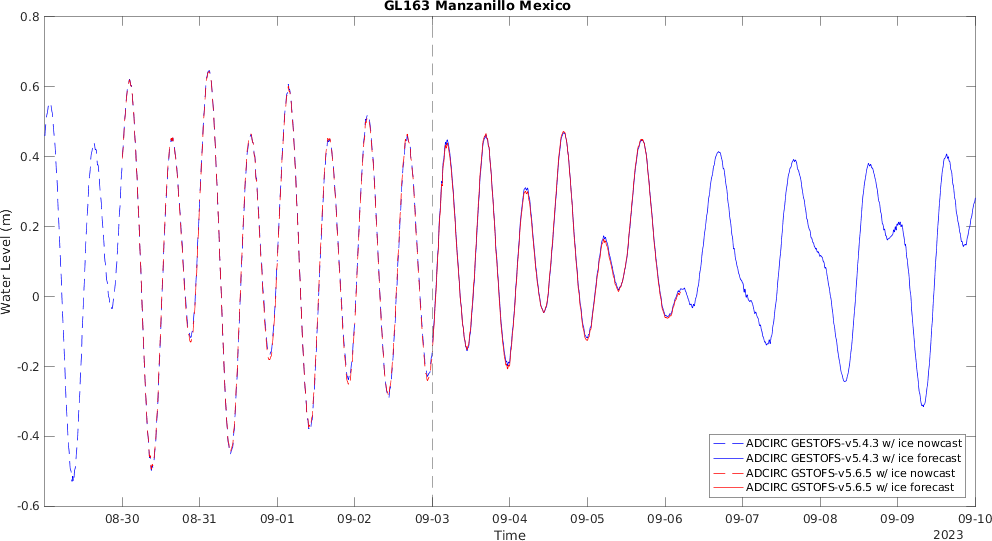 GL163 Manzanillo Mexico
0.8
0.6
0.4
0.2
0
-0.2
-0.4
-0.6
Water Level (m)
ADCIRC GESTOFS-v5.4.3 w/ ice nowcast
ADCIRC GESTOFS-v5.4.3 w/ ice forecast
ADCIRC GSTOFS-v5.6.5 w/ ice nowcast
ADCIRC GSTOFS-v5.6.5 w/ ice forecast
08-30 08-31 09-01 09-02 09-03 09-04 09-05 09-06 09-07 09-08 09-09 09-10
Time 2023